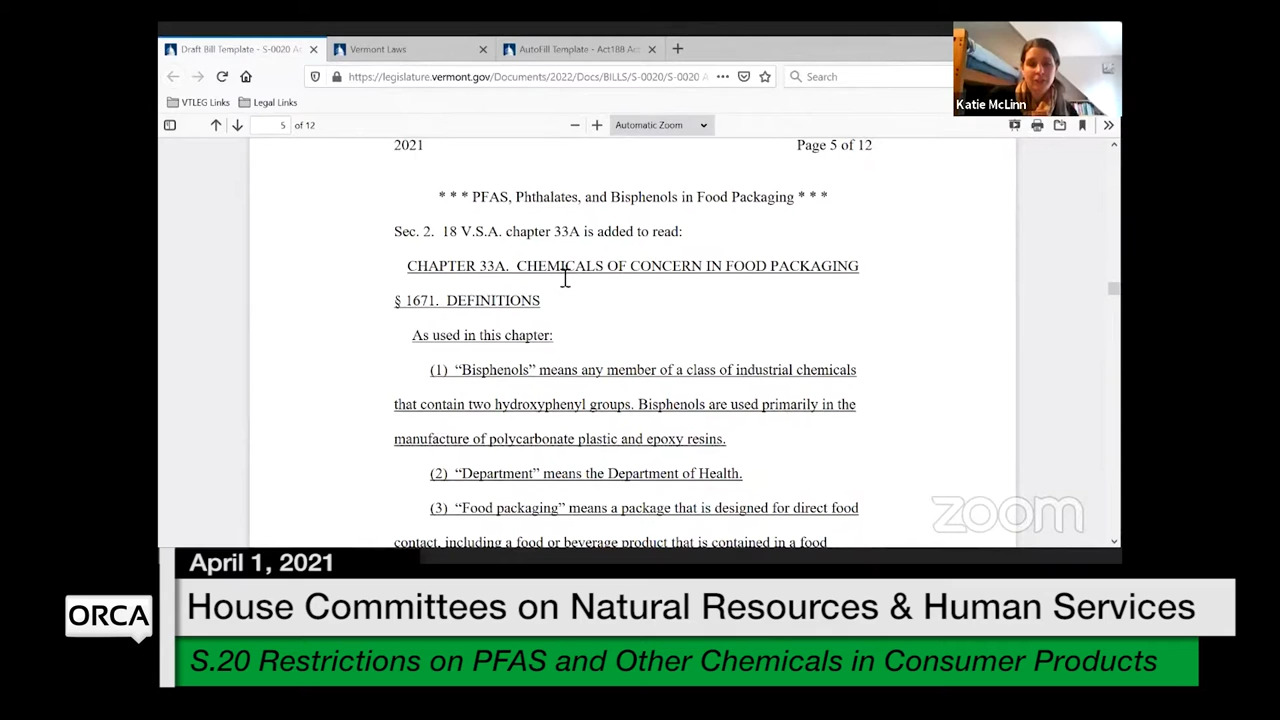 Draft Bill Template - S-0020 A
Vermont Laws
AutoFill Template - Act188 A
https://legislature.vermont.gov/Documents/2022/Docs/BILLS/S-0020/S-0020 A
Search
VTLEG Links
Legal Links
5 of 12
Automatic Zoom
Katie McLinn
2021
Page 5 of 12
* * * PFAS, Phthalates, and Bisphenols in Food Packaging * * *
Sec. 2. 18 V.S.A. chapter 33A is added to read:
CHAPTER 33A. CHEMICALS OF CONCERN IN FOOD PACKAGING
§ 1671. DEFINITIONS
As used in this chapter:
(1) “Bisphenols” means any member of a class of industrial chemicals
that contain two hydroxyphenyl groups. Bisphenols are used primarily in the
manufacture of polycarbonate plastic and epoxy resins.
(2) “Department” means the Department of Health.
(3) “Food packaging” means a package that is designed for direct food
contact, including a food or beverage product that is contained in a food
zoom
April 1, 2021
ORCA
House Committees on Natural Resources & Human Services
S.20 Restrictions on PFAS and Other Chemicals in Consumer Products